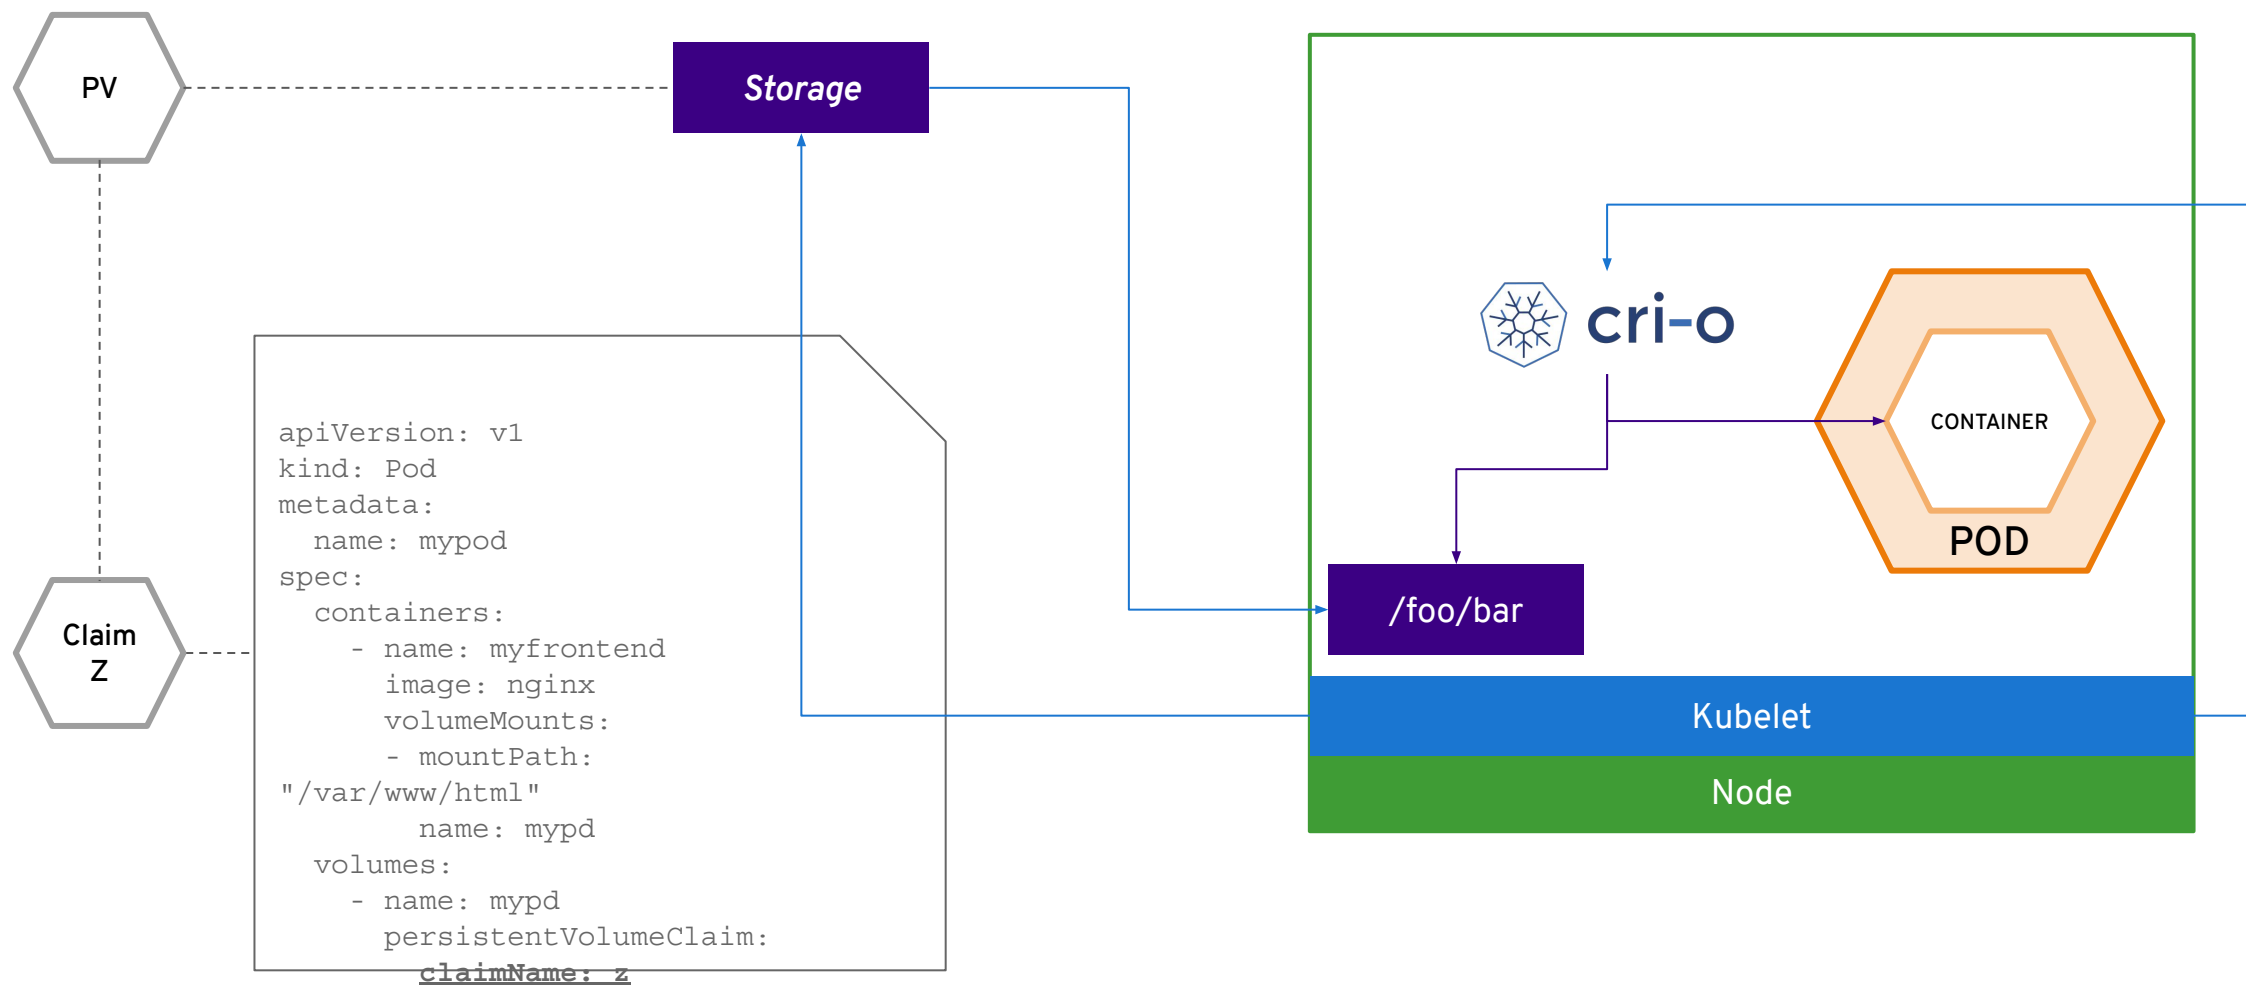 PV
Storage
cri-o
CONTAINER
POD
/foo/bar
Kubelet
Node
Claim
Z
apiVersion: v1
kind: Pod
metadata:
  name: mypod
spec:
  containers:
    - name: myfrontend
      image: nginx
      volumeMounts:
      - mountPath:
"/var/www/html"
        name: mypd
  volumes:
    - name: mypd
      persistentVolumeClaim:
        claimName: z